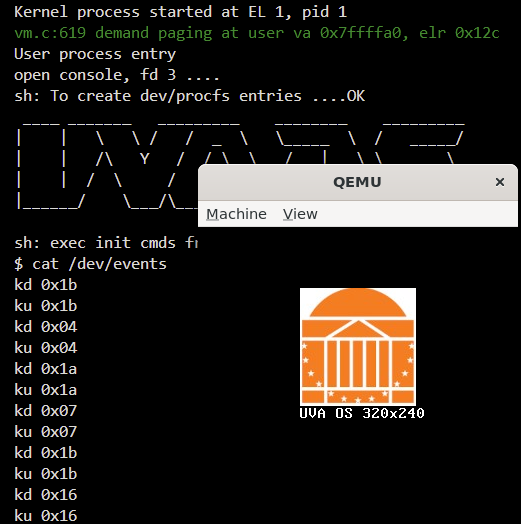 Kernel process started at EL 1, pid 1
vm.c:619 demand paging at user va 0x7ffffa0, elr 0x12c
User process entry
open console, fd 3 ....
sh: To create dev/procfs entries ....OK
QEMU
Machine View
sh: exec init cmds
$ cat /dev/events
kd 0x1b
ku 0x1b
kd 0x04
ku 0x04
kd 0x1a
ku 0x1a
kd 0x07
ku 0x07
kd 0x1b
ku 0x1b
kd 0x16
ku 0x16
UVA OS 320x240